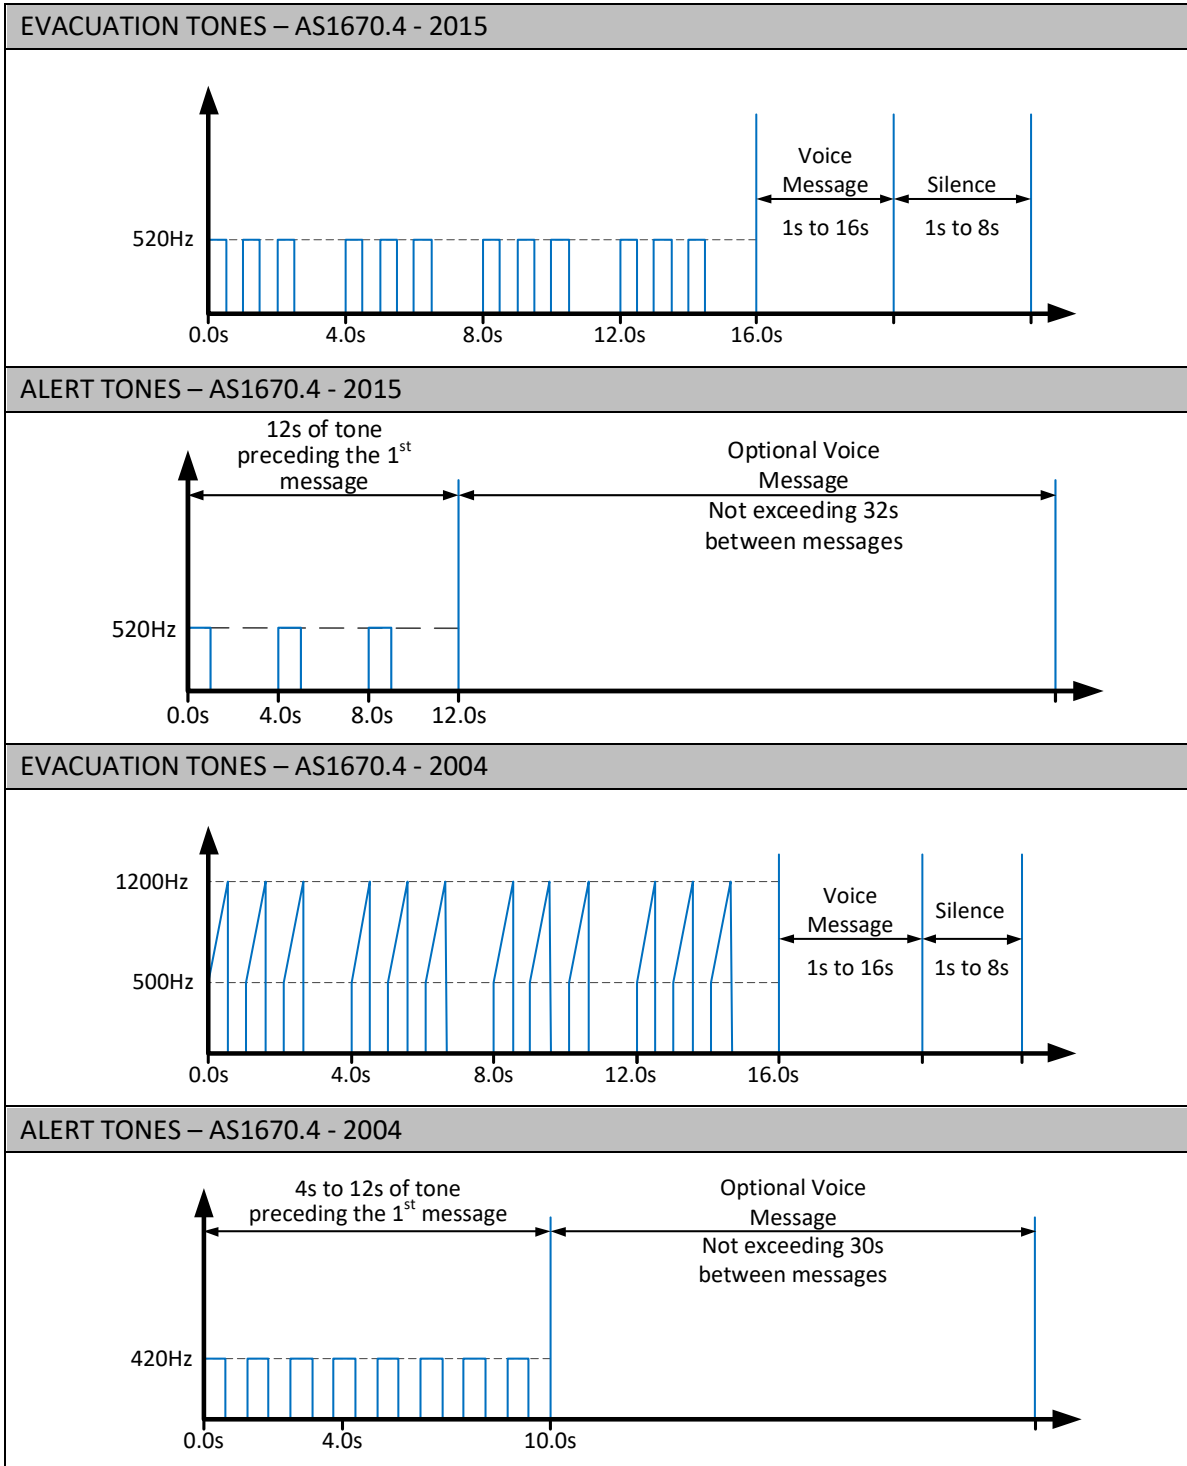 EVACUATION TONES – AS1670.4 - 2015
Voice
Message
Silence
1s to 16s
1s to 8s
520Hz
0.0s
4.0s
8.0s
12.0s
16.0s
ALERT TONES – AS1670.4 - 2015
12s of tone
preceding the 1st
message
Optional Voice
Message
Not exceeding 32s
between messages
520Hz
0.0s
4.0s
8.0s
12.0s
EVACUATION TONES – AS1670.4 - 2004
1200Hz
Voice
Message
Silence
1s to 16s
1s to 8s
500Hz
0.0s
4.0s
8.0s
12.0s
16.0s
ALERT TONES – AS1670.4 - 2004
4s to 12s of tone
preceding the 1st message
Optional Voice
Message
Not exceeding 30s
between messages
420Hz
0.0s
4.0s
10.0s